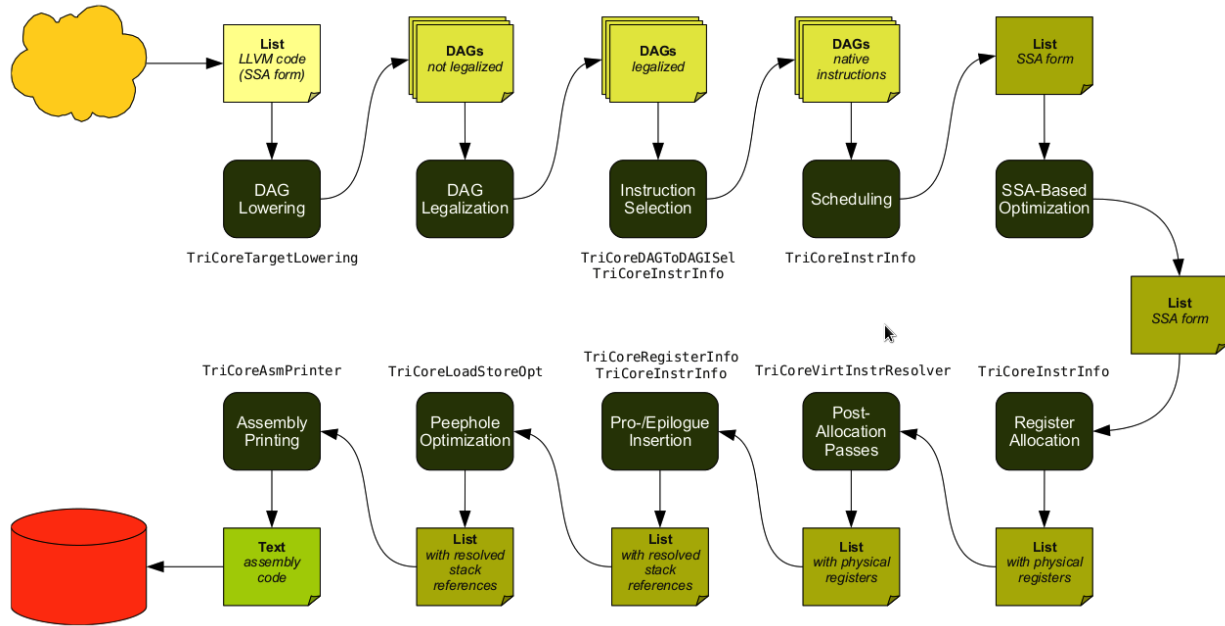 List
LLVM code
(SSA form)
DAGs
not legalized
DAGs
legalized
DAGs
native
instructions
List
SSA form
DAG
Lowering
DAG
Legalization
Instruction
Selection
Scheduling
SSA-Based
Optimization
TriCoreTargetLowering
TriCoreDAGToDAGISel
TriCoreInstrInfo
TriCoreInstrInfo
List
SSA form
TriCoreAsmPrinter
TriCoreLoadStoreOpt
TriCoreRegisterInfo
TriCoreInstrInfo
TriCoreVirtInstrResolver
TriCoreInstrInfo
Assembly
Printing
Peephole
Optimization
Pro-/Epilogue
Insertion
Post-
Allocation
Passes
Register
Allocation
Text
assembly
code
List
with resolved
stack
references
List
with resolved
stack
references
List
with physical
registers
List
with physical
registers